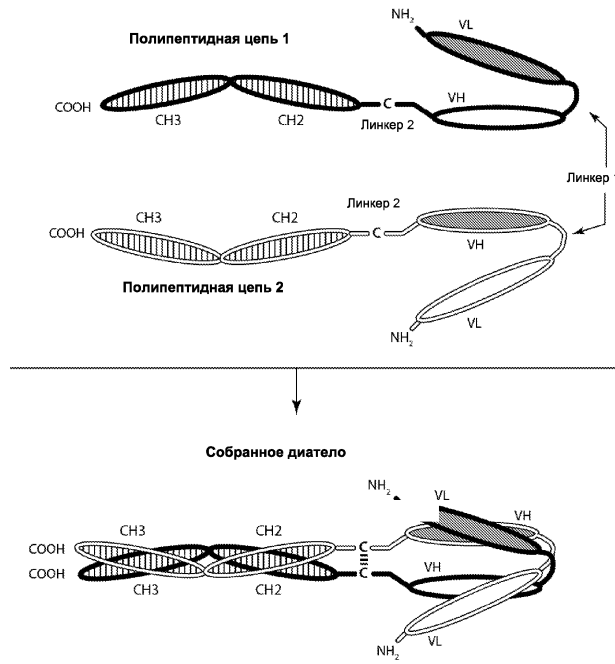 NH2
VL
Полипептидная цепь 1
COOH
CH3
CH2
C
VH
Линкер 2
Линкер 1
COOH
CH3
CH2
Линкер 2
C
VH
Полипептидная цепь 2
VL
NH2
Собранное диатело
NH2
VL
VH
CH3
CH2
COOH
C
COOH
C
CH3
CH2
VH
VL
NH2